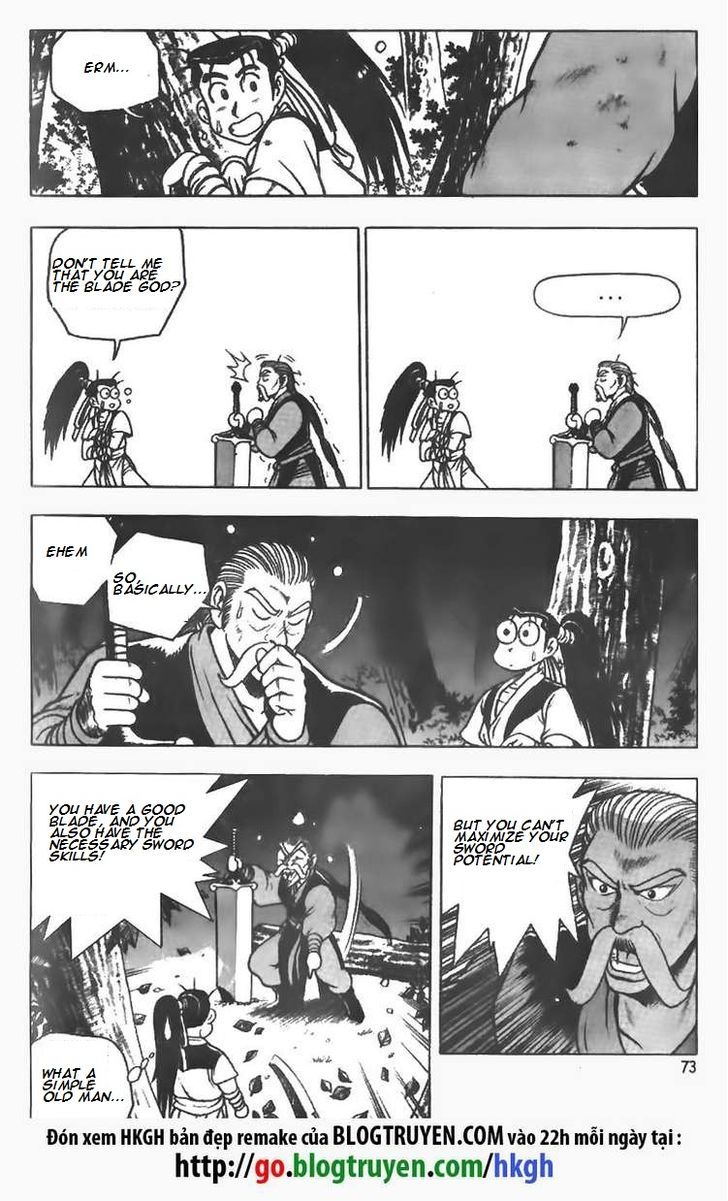 ERM...
DON'T TELL ME
THAT YOU ARE
THE BLADE GOD?
...
EHEM
SO,
BASICALLY...
YOU HAVE A GOOD
BLADE, AND YOU
ALSO HAVE THE
NECESSARY SWORD
SKILLS!
BUT YOU CAN'T
MAXIMIZE YOUR
SWORD
POTENTIAL!
WHAT A
SIMPLE
OLD MAN...
73
Đón xem HKGH bản đẹp remake của BLOGTRUYEN.COM vào 22h mỗi ngày tại :
http://go.blogtruyen.com/hkgh